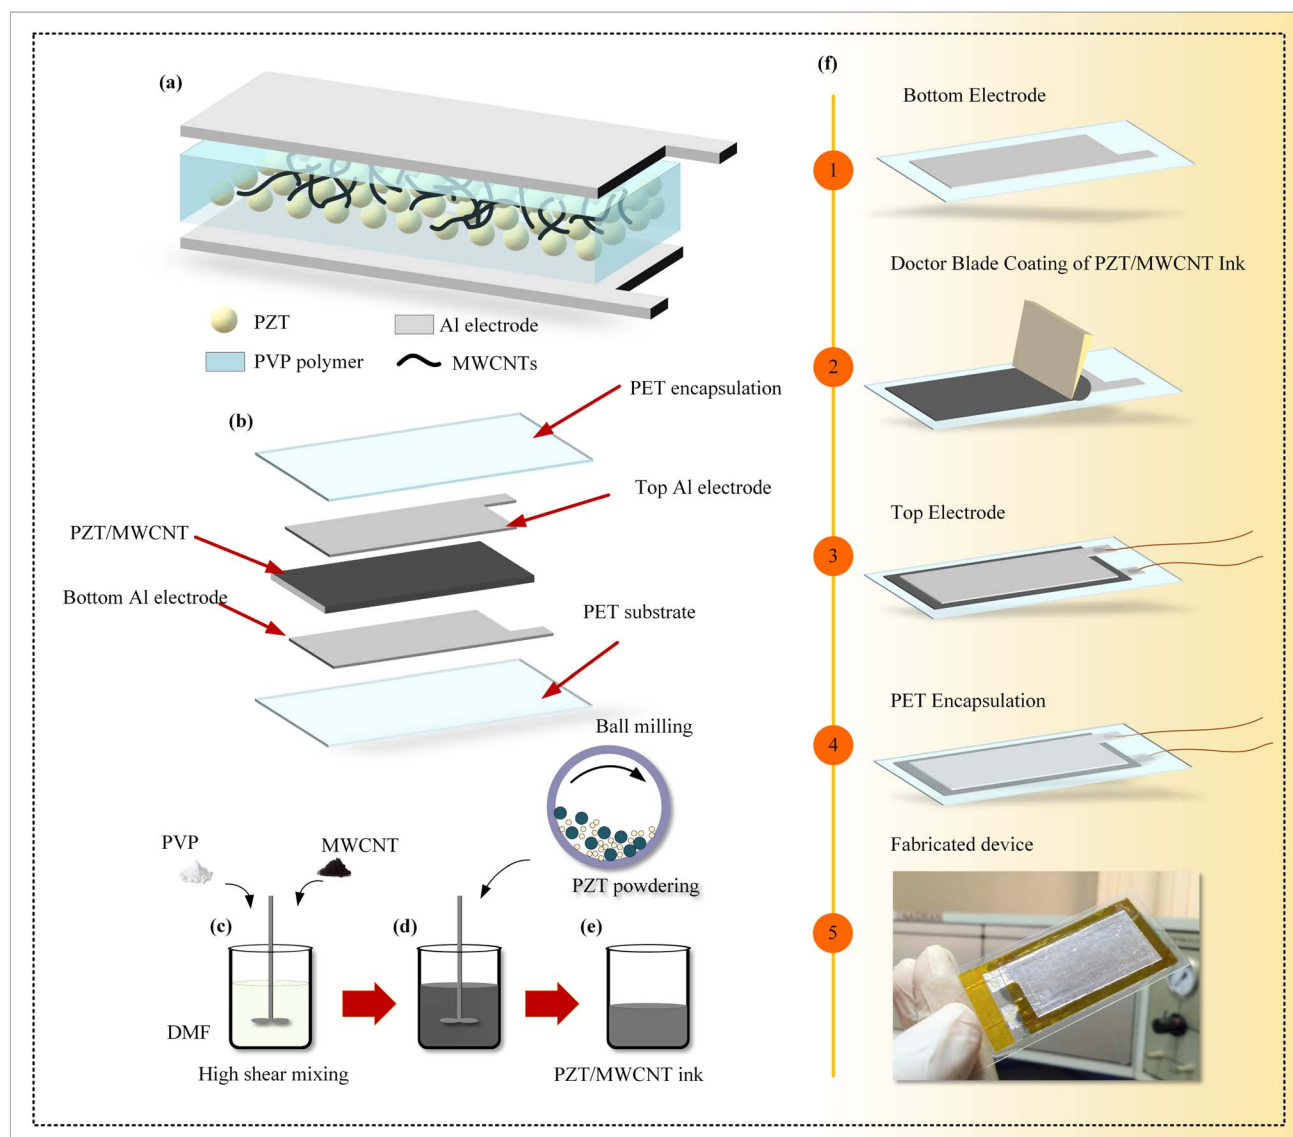 (a)
PZT
Al electrode
PVP polymer
MWCNTs
(b)
PET encapsulation
Top Al electrode
PZT/MWCNT
Bottom Al electrode
PET substrate
Ball milling
PZT powdering
PVP
MWCNT
(c)
(d)
(e)
DMF
High shear mixing
PZT/MWCNT ink
(f)
Bottom Electrode
1
Doctor Blade Coating of PZT/MWCNT Ink
2
Top Electrode
3
PET Encapsulation
4
Fabricated device
5